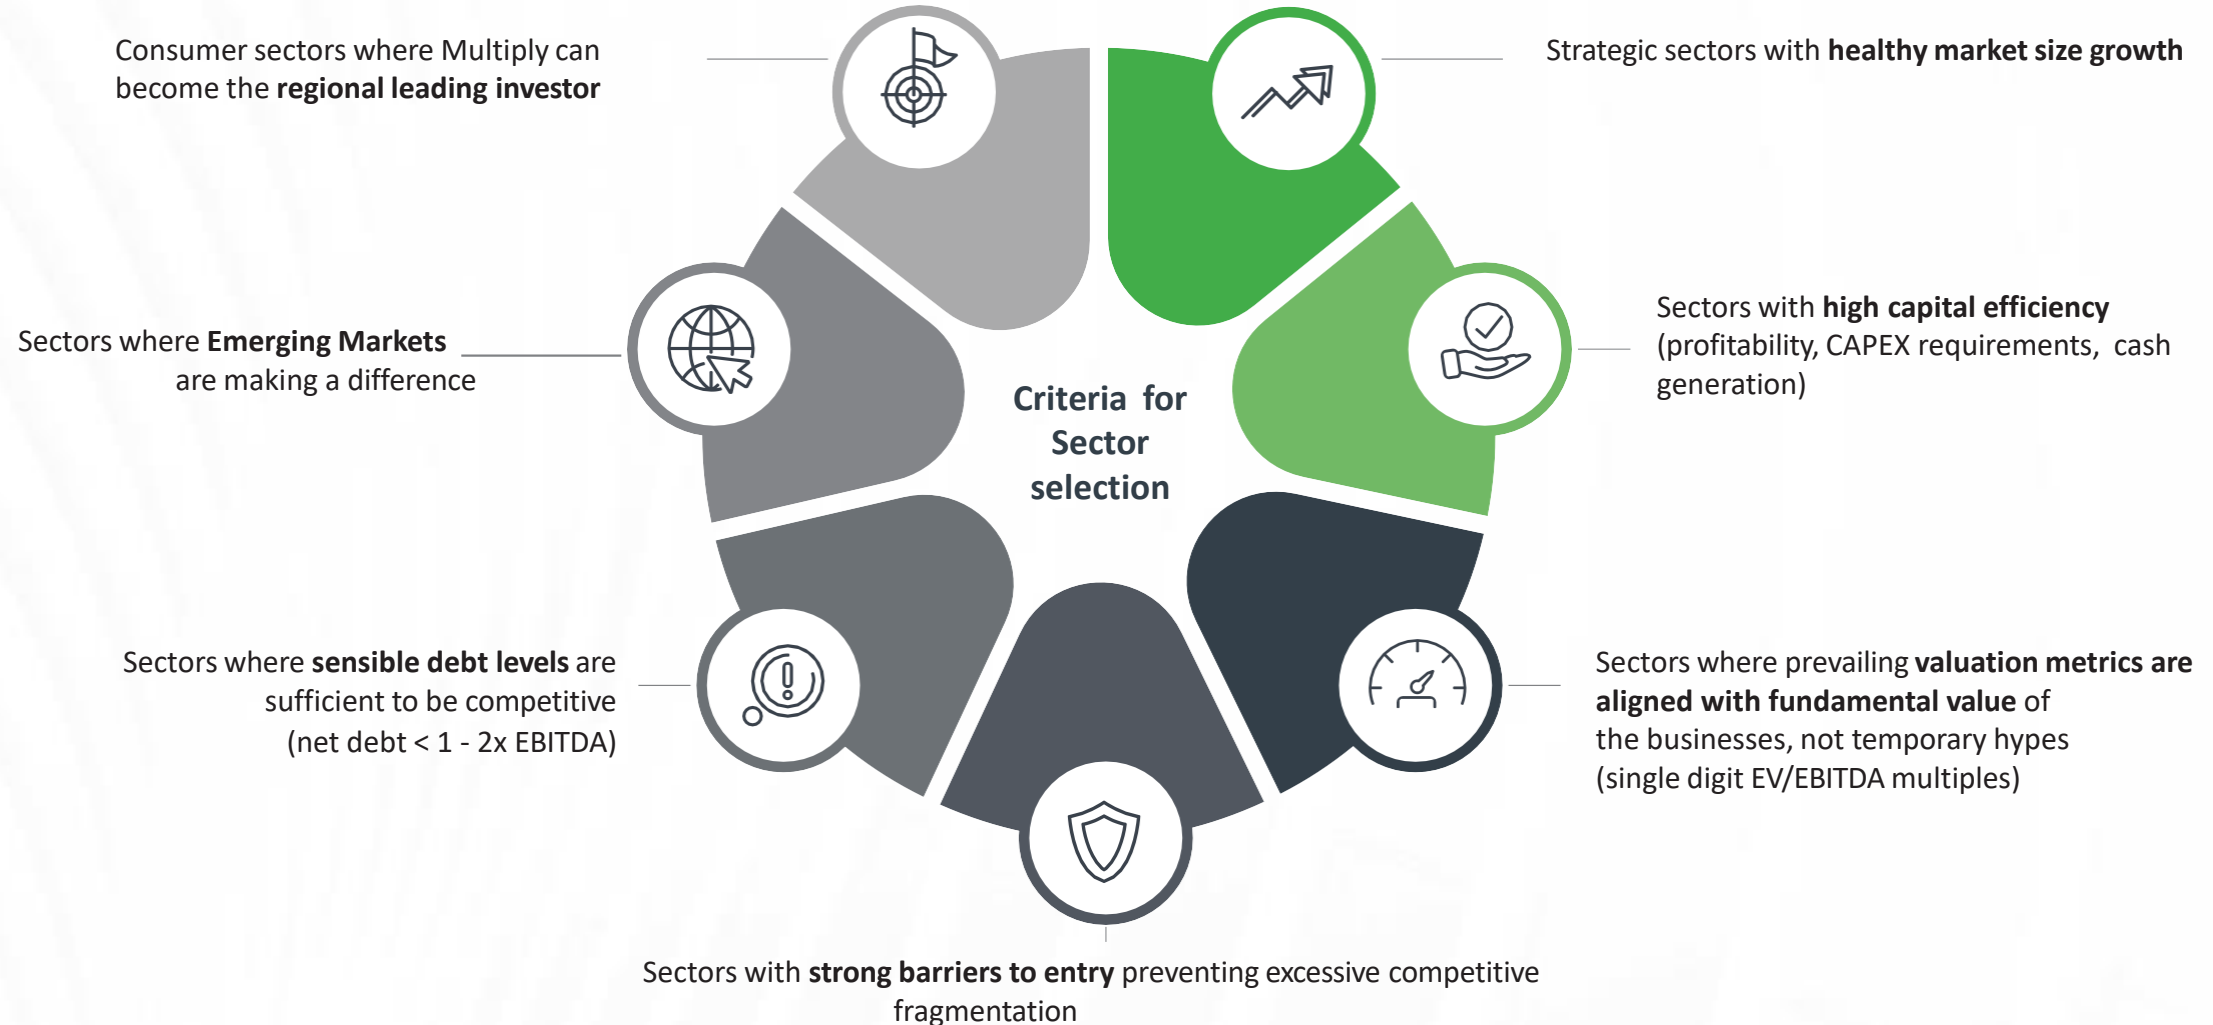 Consumer sectors where Multiply can
become the regional leading investor
Strategic sectors with healthy market size growth
Sectors where Emerging Markets
are making a difference
Sectors with high capital efficiency
(profitability, CAPEX requirements, cash
generation)
Criteria for
Sector
selection
Sectors where sensible debt levels are
sufficient to be competitive
(net debt < 1 - 2x EBITDA)
Sectors where prevailing valuation metrics are
aligned with fundamental value of
the businesses, not temporary hypes
(single digit EV/EBITDA multiples)
Sectors with strong barriers to entry preventing excessive competitive
fragmentation